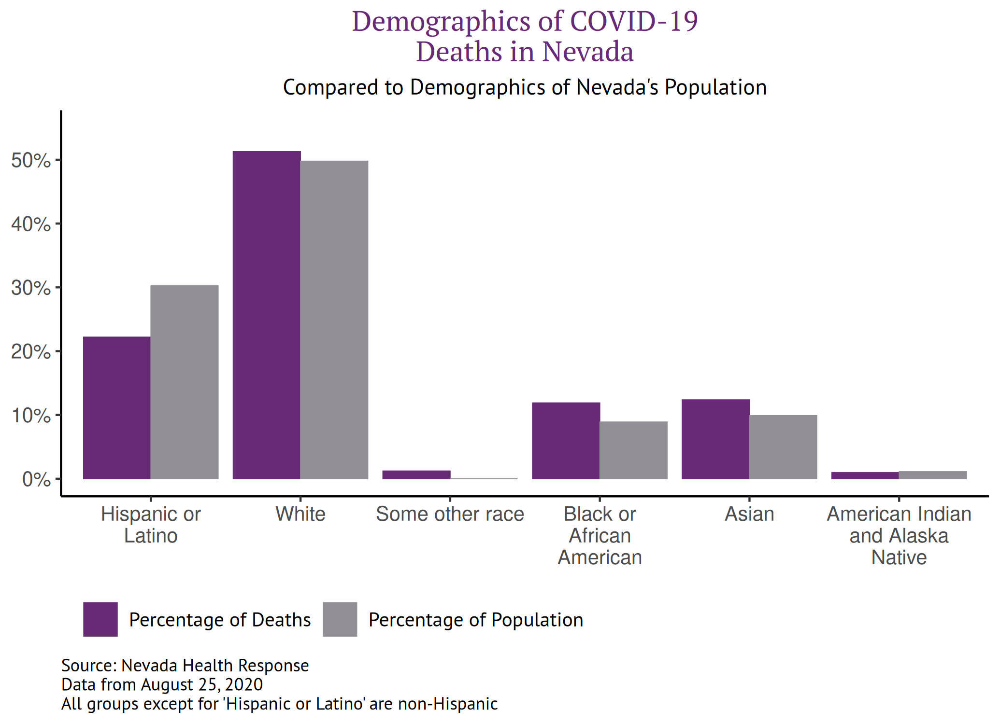 Demographics of COVID-19
Deaths in Nevada
Compared to Demographics of Nevada's Population
50%
40%
30%
20%
10%
0%
Hispanic or
Latino
White
Some other race
Black or
African
American
Asian
American Indian
and Alaska
Native
Percentage of Deaths
Percentage of Population
Source: Nevada Health Response
Data from August 25, 2020
All groups except for 'Hispanic or Latino' are non-Hispanic